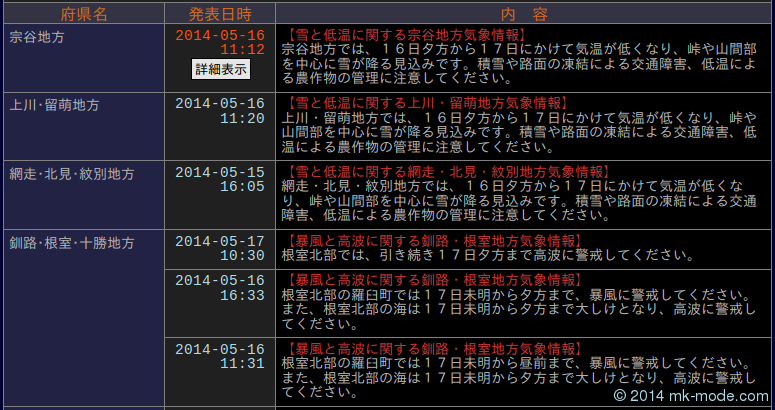 府県名 発表日時 内　容
宗谷地方
2014-05-16
11:12
詳細表示
【雪と低温に関する宗谷地方気象情報】
宗谷地方では、１６日夕方から１７日にかけて気温が低くなり、峠や山間部
を中心に雪が降る見込みです。積雪や路面の凍結による交通障害、低温によ
る農作物の管理に注意してください。
上川・留萌地方
2014-05-16
11:20
【雪と低温に関する上川・留萌地方気象情報】
上川・留萌地方では、１６日夕方から１７日にかけて気温が低くなり、峠や
山間部を中心に雪が降る見込みです。積雪や路面の凍結による交通障害、低
温による農作物の管理に注意してください。
網走・北見・紋別地方
2014-05-15
16:05
【雪と低温に関する網走・北見・紋別地方気象情報】
網走・北見・紋別地方では、１６日夕方から１７日にかけて気温が低くな
り、峠や山間部を中心に雪が降る見込みです。積雪や路面の凍結による交通
障害、低温による農作物の管理に注意してください。
釧路・根室・十勝地方
2014-05-17
10:30
【暴風と高波に関する釧路・根室地方気象情報】
根室北部では、引き続き１７日夕方まで高波に警戒してください。
2014-05-16
16:33
【暴風と高波に関する釧路・根室地方気象情報】
根室北部の羅臼町では１７日未明から夕方まで、暴風に警戒してください。
また、根室北部の海は１７日未明から夕方まで大しけとなり、高波に警戒し
てください。
2014-05-16
11:31
【暴風と高波に関する釧路・根室地方気象情報】
根室北部の羅臼町では１７日未明から昼前まで、暴風に警戒してください。
また、根室北部の海は１７日未明から夕方まで大しけとなり、高波に警戒し
てください。
© 2014 mk-mode.com